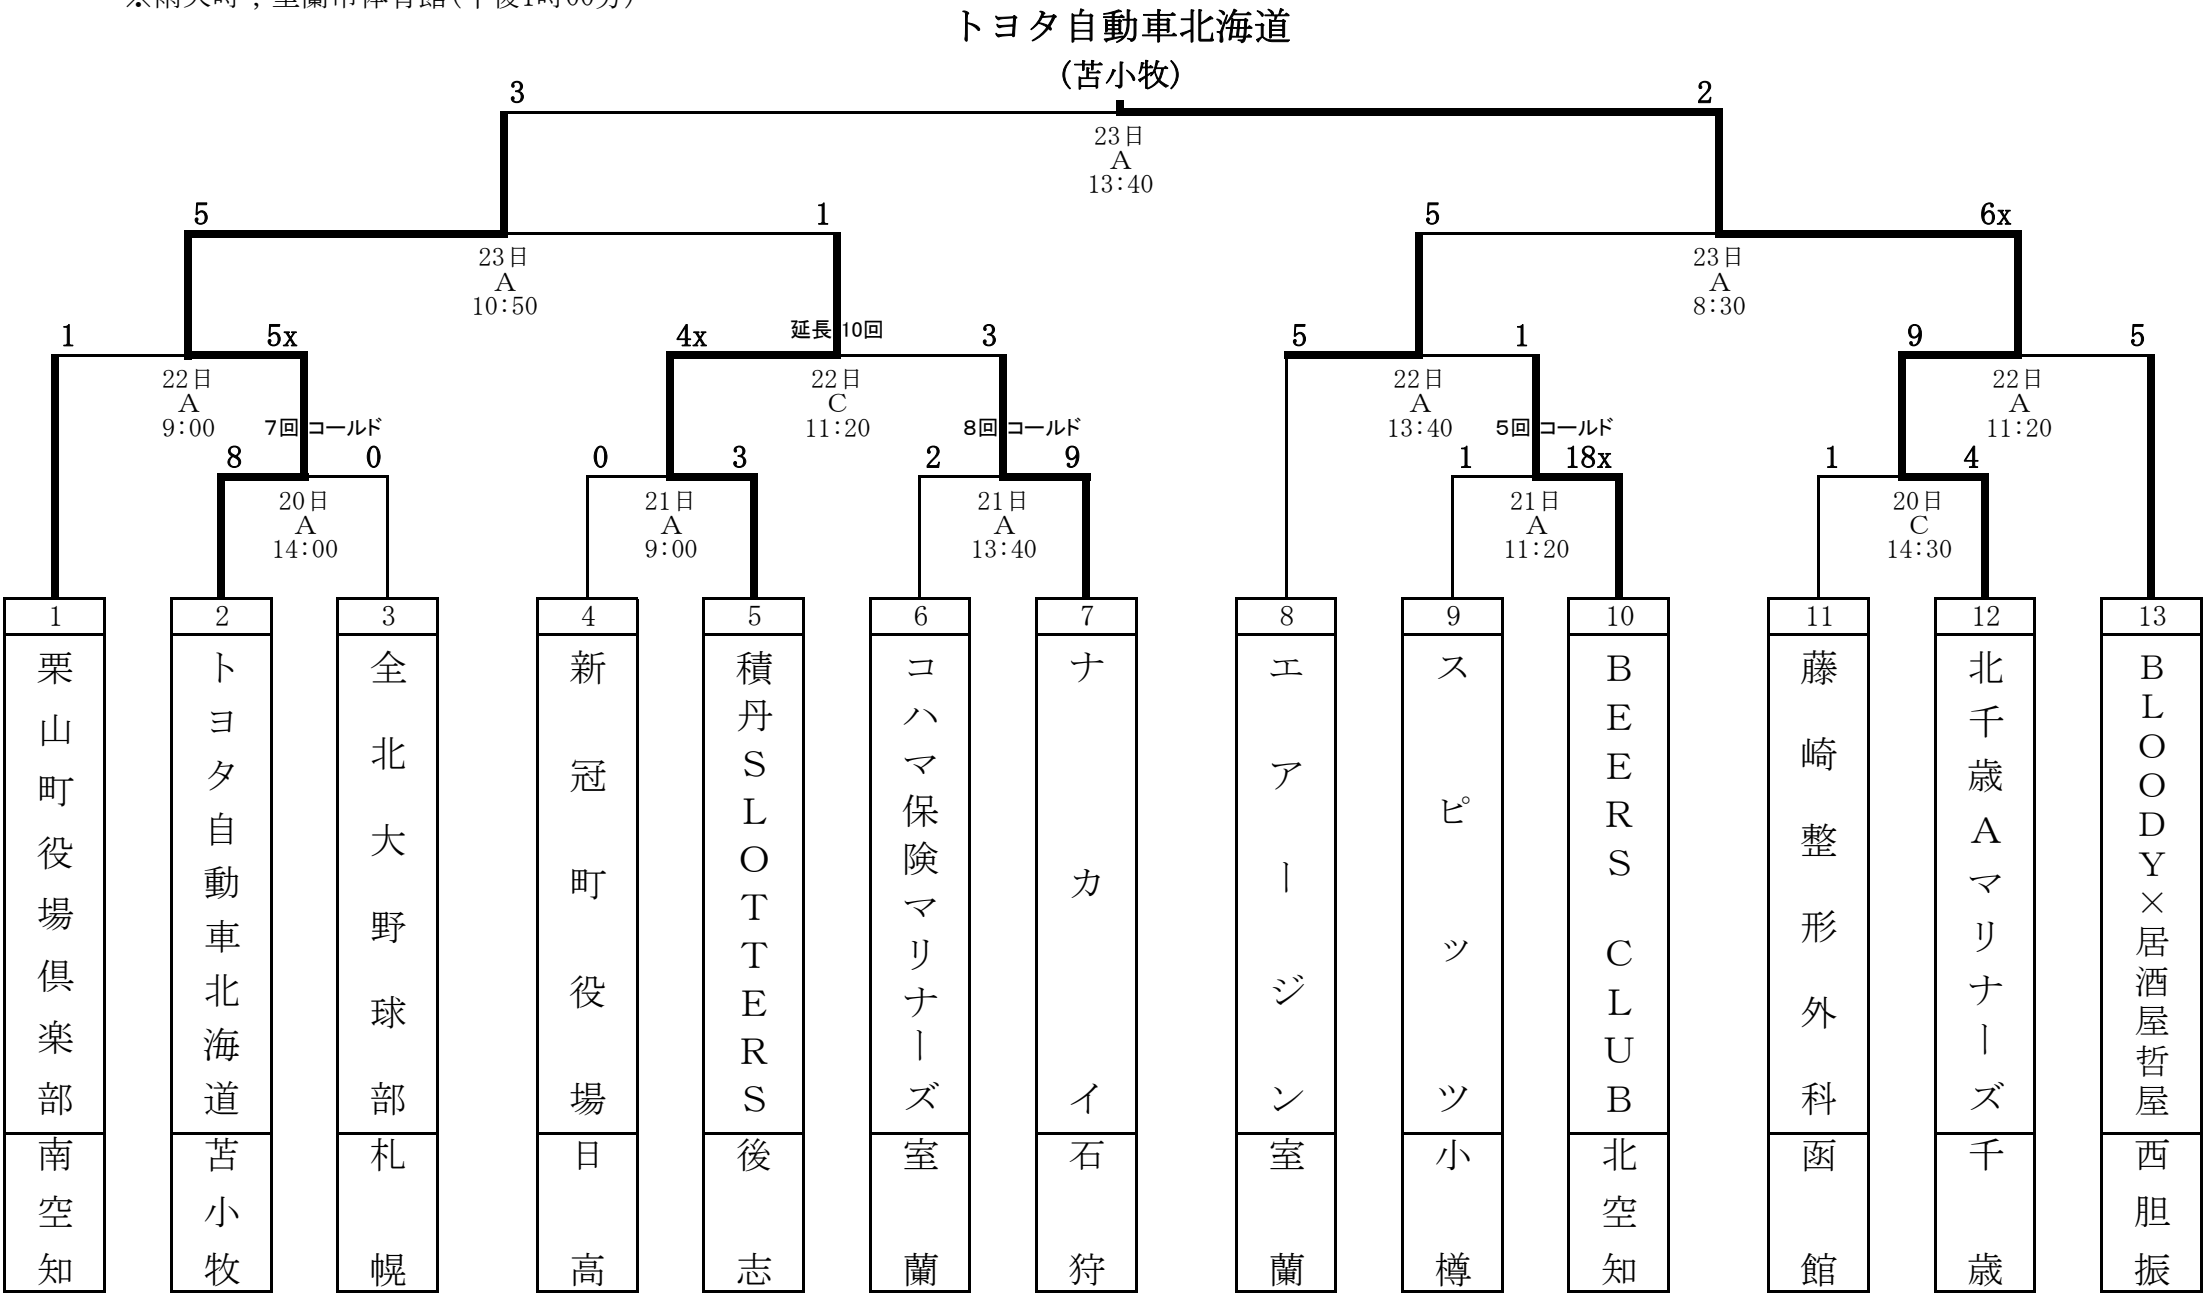 トヨタ自動車北海道
(苫小牧)
3
2
23日
A
13:40
5
1
5
6x
23日
A
10:50
23日
A
8:30
1
5x
4x
延長 10回
3
5
1
9
5
22日
A
9:00
22日
C
11:20
22日
A
13:40
22日
A
11:20
7回 コールド
8回 コールド
5回 コールド
8
0
0
3
2
9
1
18x
1
4
20日
A
14:00
21日
A
9:00
21日
A
13:40
21日
A
11:20
20日
C
14:30
1
栗山町役場倶楽部
南空知
2
トヨタ自動車北海道
苫小牧
3
全北大野球部
札幌
4
新冠町役場
日高
5
積丹SLOTTERS
後志
6
コハマ保険マリナーズ
室蘭
7
ナカイ
石狩
8
エアージン
室蘭
9
スピッツ
小樽
10
BEERS CLUB
北空知
11
藤崎整形外科
函館
12
北千歳Aマリナーズ
千歳
13
BLOODY×居酒屋哲屋
西胆振